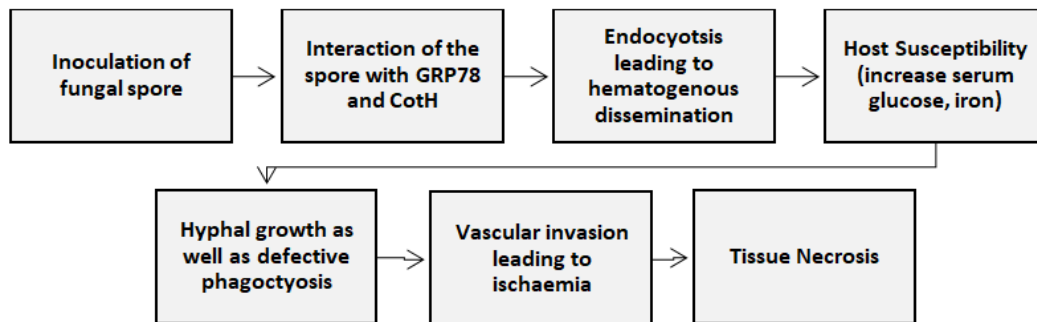 Inoculation of
fungal spore
Interaction of the
spore with GRP78
and CotH
Endocyotsis
leading to
hematogenous
dissemination
Host Susceptibility
(increase serum
glucose, iron)
Hyphal growth as
well as defective
phagoctyosis
Vascular invasion
leading to
ischaemia
Tissue Necrosis